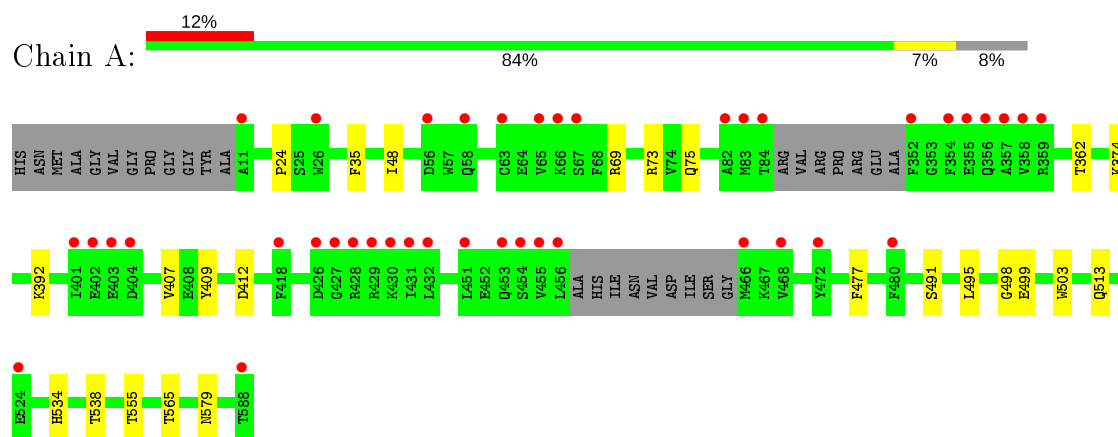 12%
Chain A:
84% 7% 8%
HIS ASN MET ALA GLY VAL GLY PRO GLY GLY TYR ALA A11 P24 S25 W26 F35 I48 D56 W57 Q58 C63 E64 V65 K66 S67 F68 R69 R73 V74 Q75 A82 M83 T84 ARG VAL ARG PRO ARG GLU ALA F352 G353 F354 E355 Q356 A357 V358 R359 T362 K374
K392 I401 E402 E403 D404 V407 E408 Y409 D412 F418 D426 G427 R428 R429 K430 I431 L432 L451 E452 Q453 S454 V455 L456 ALA HIS ILE ASN VAL ASP ILE SER GLY M466 K467 V468 Y472 F477 F480 S491 L495 G498 E499 W503 Q513
E524 H534 T538 T555 T565 N579 T588